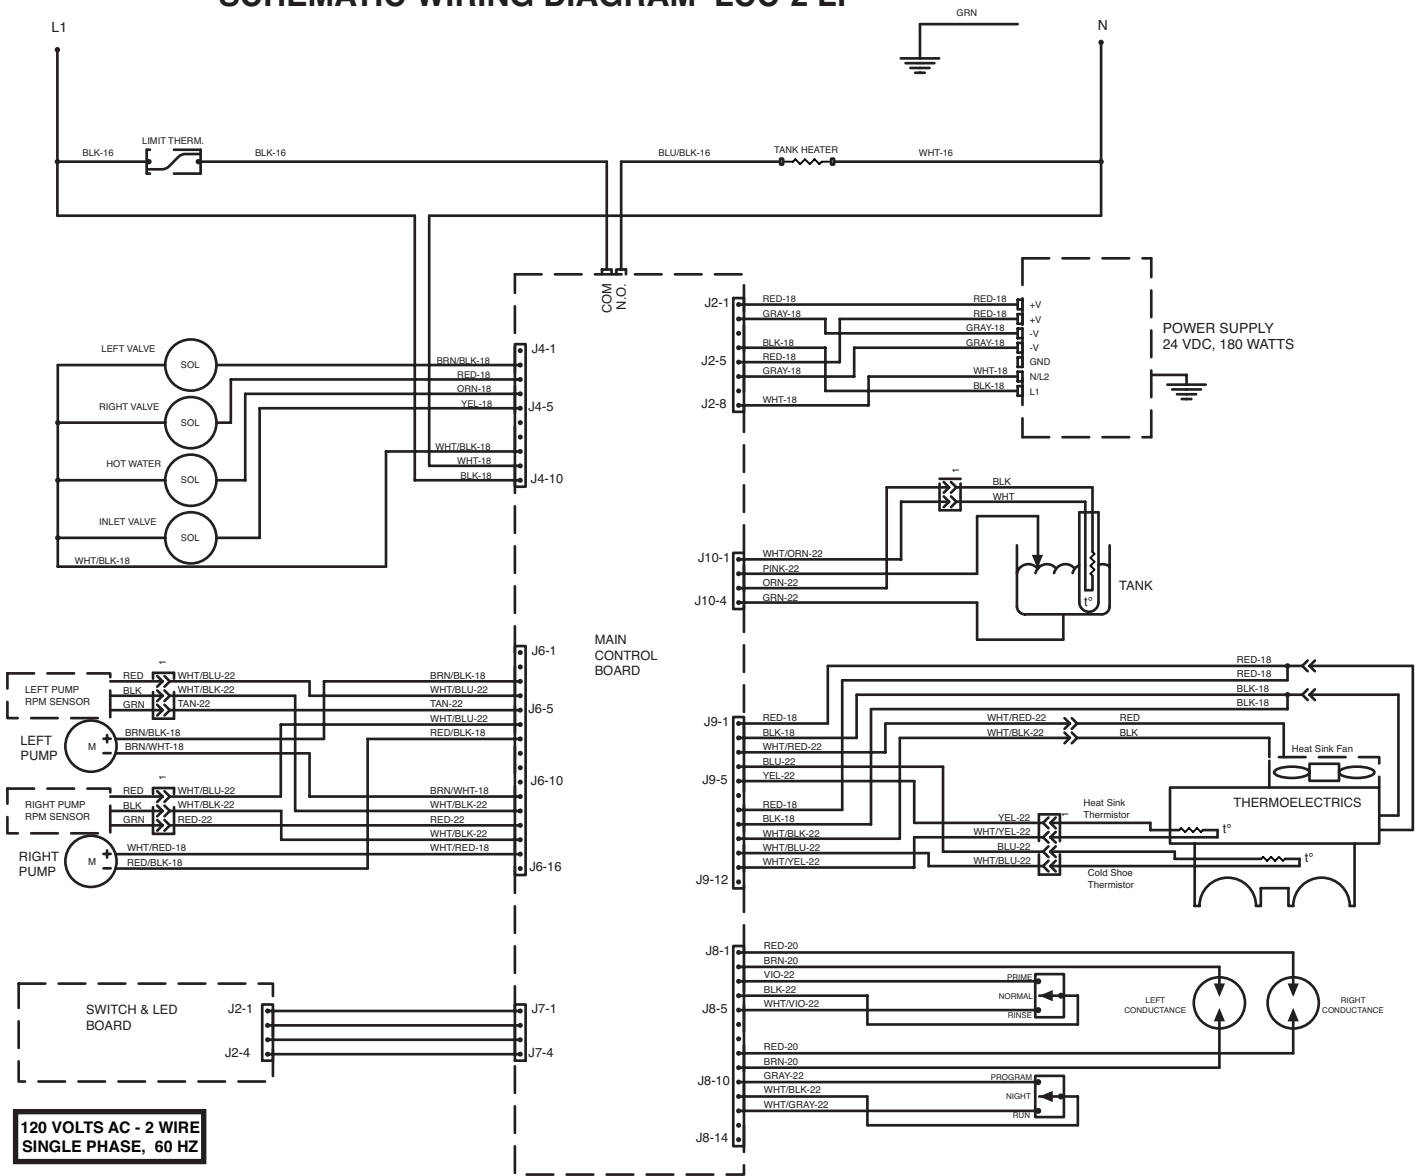 L1
GRN
N
LIMIT THERM.
BLK-16
BLK-16
BLU/BLK-16
TANK HEATER
WHT-16
COM
N.O.
J2-1
RED-18
RED-18
+V
GRAY-18
RED-18
+V
GRAY-18
-V
BLK-18
GRAY-18
-V
J2-5
RED-18
GND
GRAY-18
WHT-18
N/L2
BLK-18
L1
J2-8
WHT-18
POWER SUPPLY
24 VDC, 180 WATTS
LEFT VALVE
SOL
RIGHT VALVE
SOL
HOT WATER
SOL
INLET VALVE
SOL
WHT/BLK-18
J4-1
BRN/BLK-18
RED-18
ORN-18
YEL-18
J4-5
WHT/BLK-18
WHT-18
BLK-18
J4-10
1
BLK
WHT
J10-1
WHT/ORN-22
PINK-22
ORN-22
J10-4
GRN-22
t°
TANK
MAIN
CONTROL
BOARD
LEFT PUMP
RPM SENSOR
1
RED
WHT/BLU-22
BLK
WHT/BLK-22
GRN
TAN-22
LEFT
PUMP
M
+
−
BRN/BLK-18
BRN/WHT-18
RIGHT PUMP
RPM SENSOR
1
RED
WHT/BLU-22
BLK
WHT/BLK-22
GRN
RED-22
RIGHT
PUMP
M
+
−
WHT/RED-18
RED/BLK-18
J6-1
BRN/BLK-18
WHT/BLU-22
TAN-22
J6-5
WHT/BLU-22
RED/BLK-18
J6-10
BRN/WHT-18
WHT/BLK-22
RED-22
WHT/BLK-22
WHT/RED-18
J6-16
RED-18
RED-18
BLK-18
BLK-18
J9-1
RED-18
BLK-18
WHT/RED-22
BLU-22
J9-5
YEL-22
RED-18
BLK-18
WHT/BLK-22
WHT/BLU-22
WHT/YEL-22
J9-12
WHT/RED-22
RED
WHT/BLK-22
BLK
Heat Sink Fan
THERMOELECTRICS
Heat Sink
Thermistor
1
YEL-22
WHT/YEL-22
BLU-22
WHT/BLU-22
t°
t°
Cold Shoe
Thermistor
J8-1
RED-20
BRN-20
VIO-22
BLK-22
J8-5
WHT/VIO-22
RED-20
BRN-20
J8-10
GRAY-22
WHT/BLK-22
WHT/GRAY-22
J8-14
PRIME
NORMAL
RINSE
LEFT
CONDUCTANCE
RIGHT
CONDUCTANCE
PROGRAM
NIGHT
RUN
SWITCH & LED
BOARD
J2-1
J2-4
J7-1
J7-4
120 VOLTS AC - 2 WIRE
SINGLE PHASE, 60 HZ